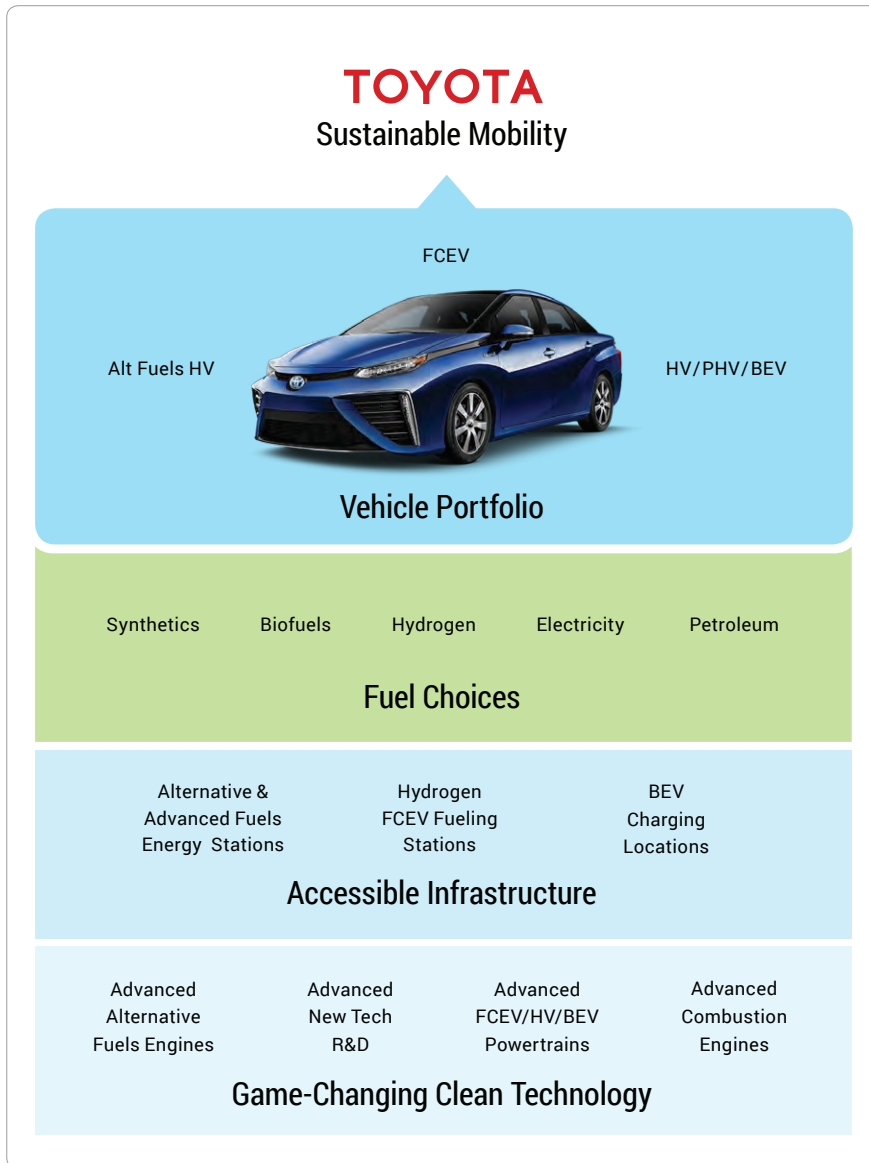 TOYOTA
Sustainable Mobility
FCEV
Alt Fuels HV
HV/PHV/BEV
Vehicle Portfolio
Synthetics
Biofuels
Hydrogen
Electricity
Petroleum
Fuel Choices
Alternative &
Advanced Fuels
Energy Stations
Hydrogen
FCEV Fueling
Stations
BEV
Charging
Locations
Accessible Infrastructure
Advanced
Alternative
Fuels Engines
Advanced
New Tech
R&D
Advanced
FCEV/HV/BEV
Powertrains
Advanced
Combustion
Engines
Game-Changing Clean Technology